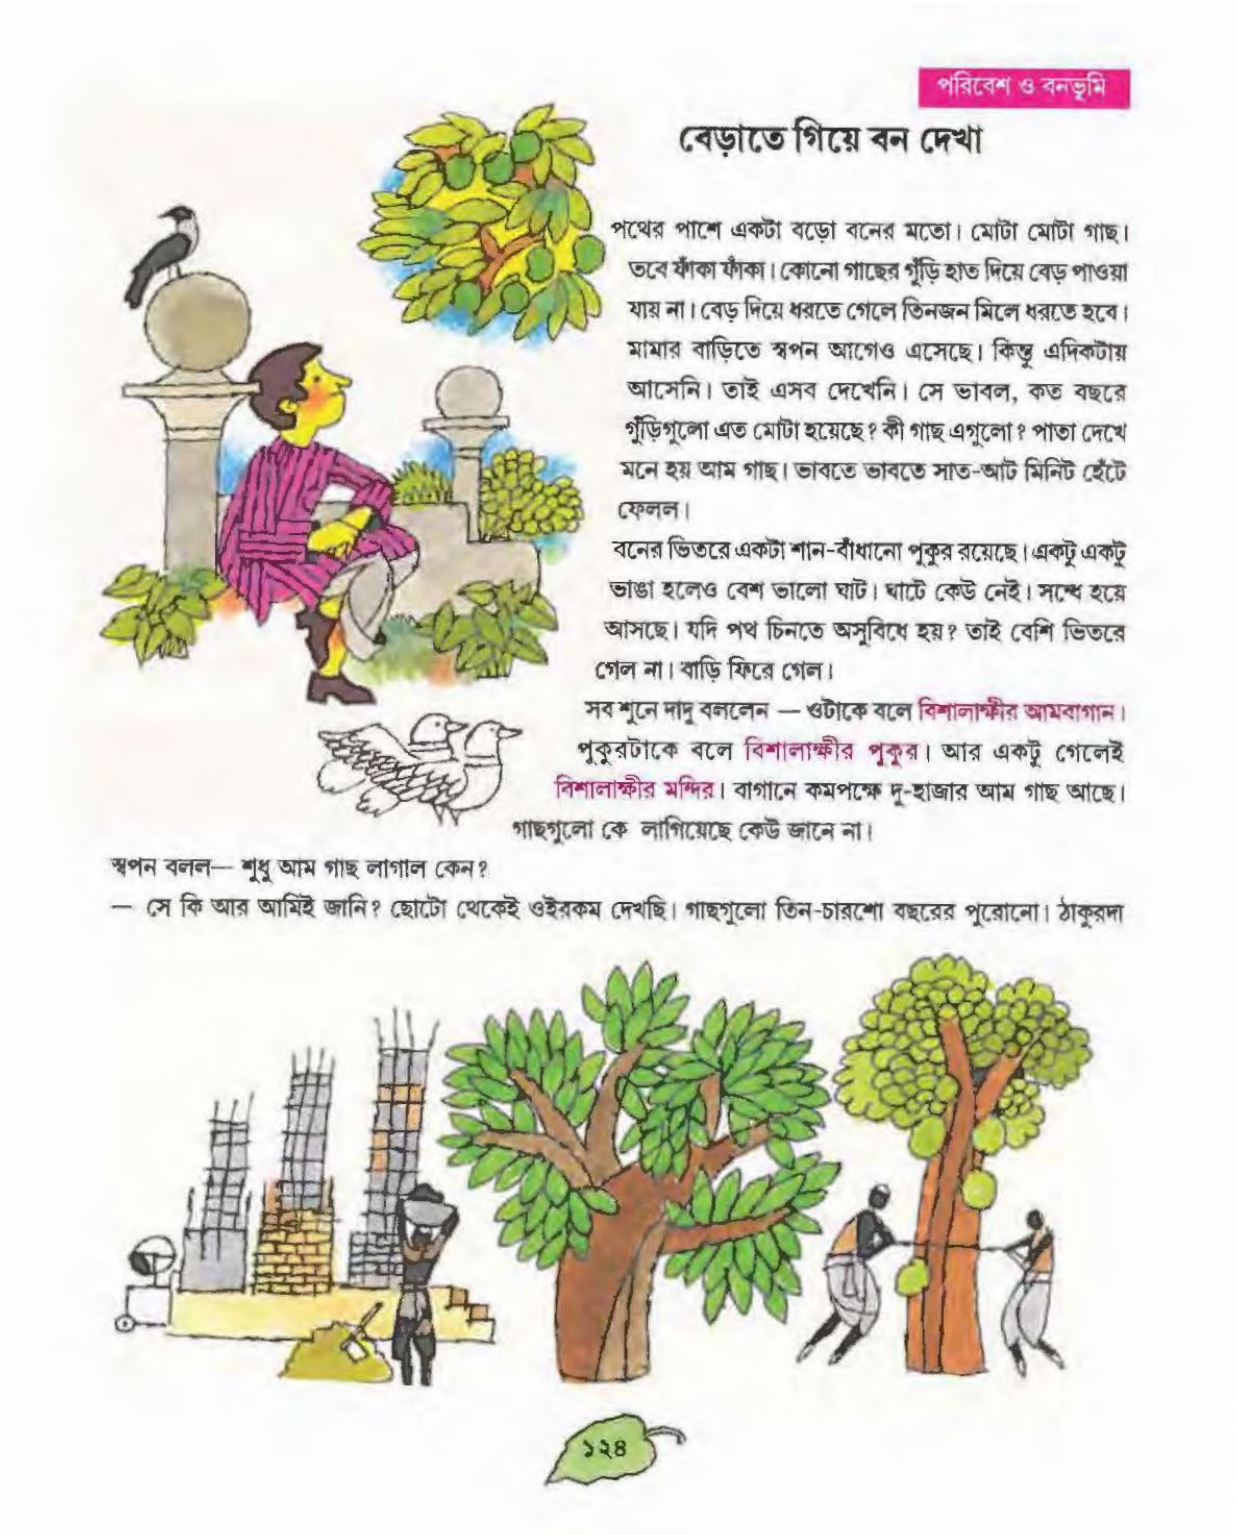 পরিবেশ ও বনভূমি
বেড়াতে গিয়ে বন দেখা
পথের পাশে একটা বড়ো বনের মতো। মোটা মোটা গাছ।
তবে ফাঁকা ফাঁকা। কোনো গাছের গুঁড়ি হাত দিয়ে বেড় পাওয়া
যায় না। বেড় দিয়ে ধরতে গেলে তিনজন মিলে ধরতে হবে।
মামার বাড়িতে স্বপন আগেও এসেছে। কিন্তু এদিকটায়
আসেনি। তাই এসব দেখেনি। সে ভাবল, কত বছরে
গুঁড়িগুলো এত মোটা হয়েছে? কী গাছ এগুলো? পাতা দেখে
মনে হয় আম গাছ। ভাবতে ভাবতে সাত-আট মিনিট হেঁটে
ফেলল।
বনের ভিতরে একটা শান-বাঁধানো পুকুর রয়েছে। একটু একটু
ভাঙা হলেও বেশ ভালো ঘাট। ঘাটে কেউ নেই। সন্ধে হয়ে
আসছে। যদি পথ চিনতে অসুবিধে হয়? তাই বেশি ভিতরে
গেল না। বাড়ি ফিরে গেল।
সব শুনে দাদু বললেন — ওটাকে বলে বিশালাক্ষীর আমবাগান।
পুকুরটাকে বলে বিশালাক্ষীর পুকুর। আর একটু গেলেই
বিশালাক্ষীর মন্দির। বাগানে কমপক্ষে দু-হাজার আম গাছ আছে।
গাছগুলো কে লাগিয়েছে কেউ জানে না।
স্বপন বলল— শুধু আম গাছ লাগাল কেন?
— সে কি আর আমিই জানি? ছোটো থেকেই ওইরকম দেখছি। গাছগুলো তিন-চারশো বছরের পুরোনো। ঠাকুরদা
১২৪